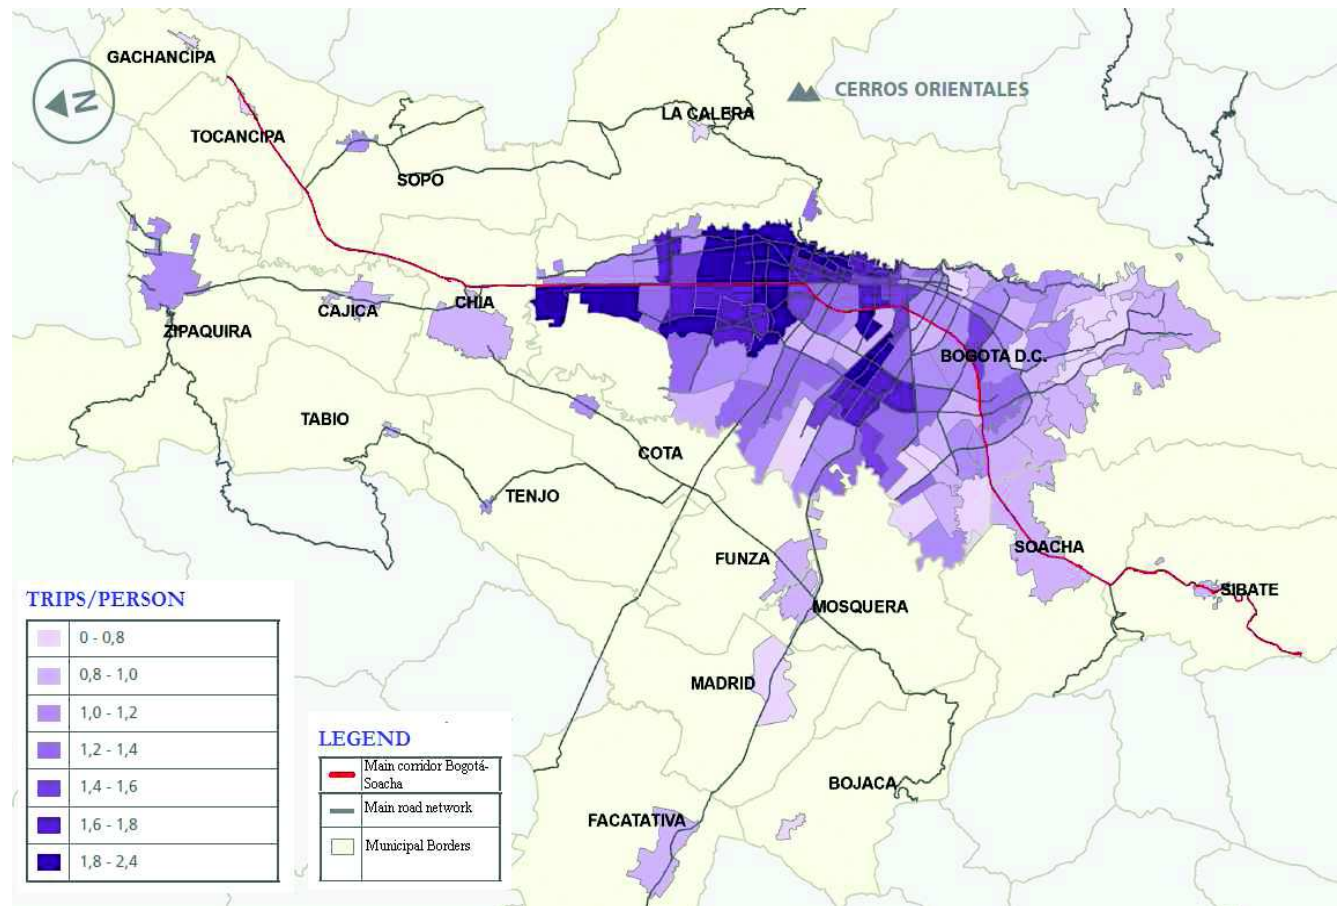 GACHANCIPA
N
CERROS ORIENTALES
LA CALERA
TOCANCIPA
SOPO
CHIA
CAJICA
ZIPAQUIRA
BOGOTA D.C.
TABIO
COTA
TENJO
SOACHA
FUNZA
SIBATE
MOSQUERA
MADRID
BOJACA
FACATATIVA
TRIPS/PERSON
0 - 0,8
0,8 - 1,0
1,0 - 1,2
1,2 - 1,4
1,4 - 1,6
1,6 - 1,8
1,8 - 2,4
LEGEND
Main corridor Bogotá-
Soacha
Main road network
Municipal Borders